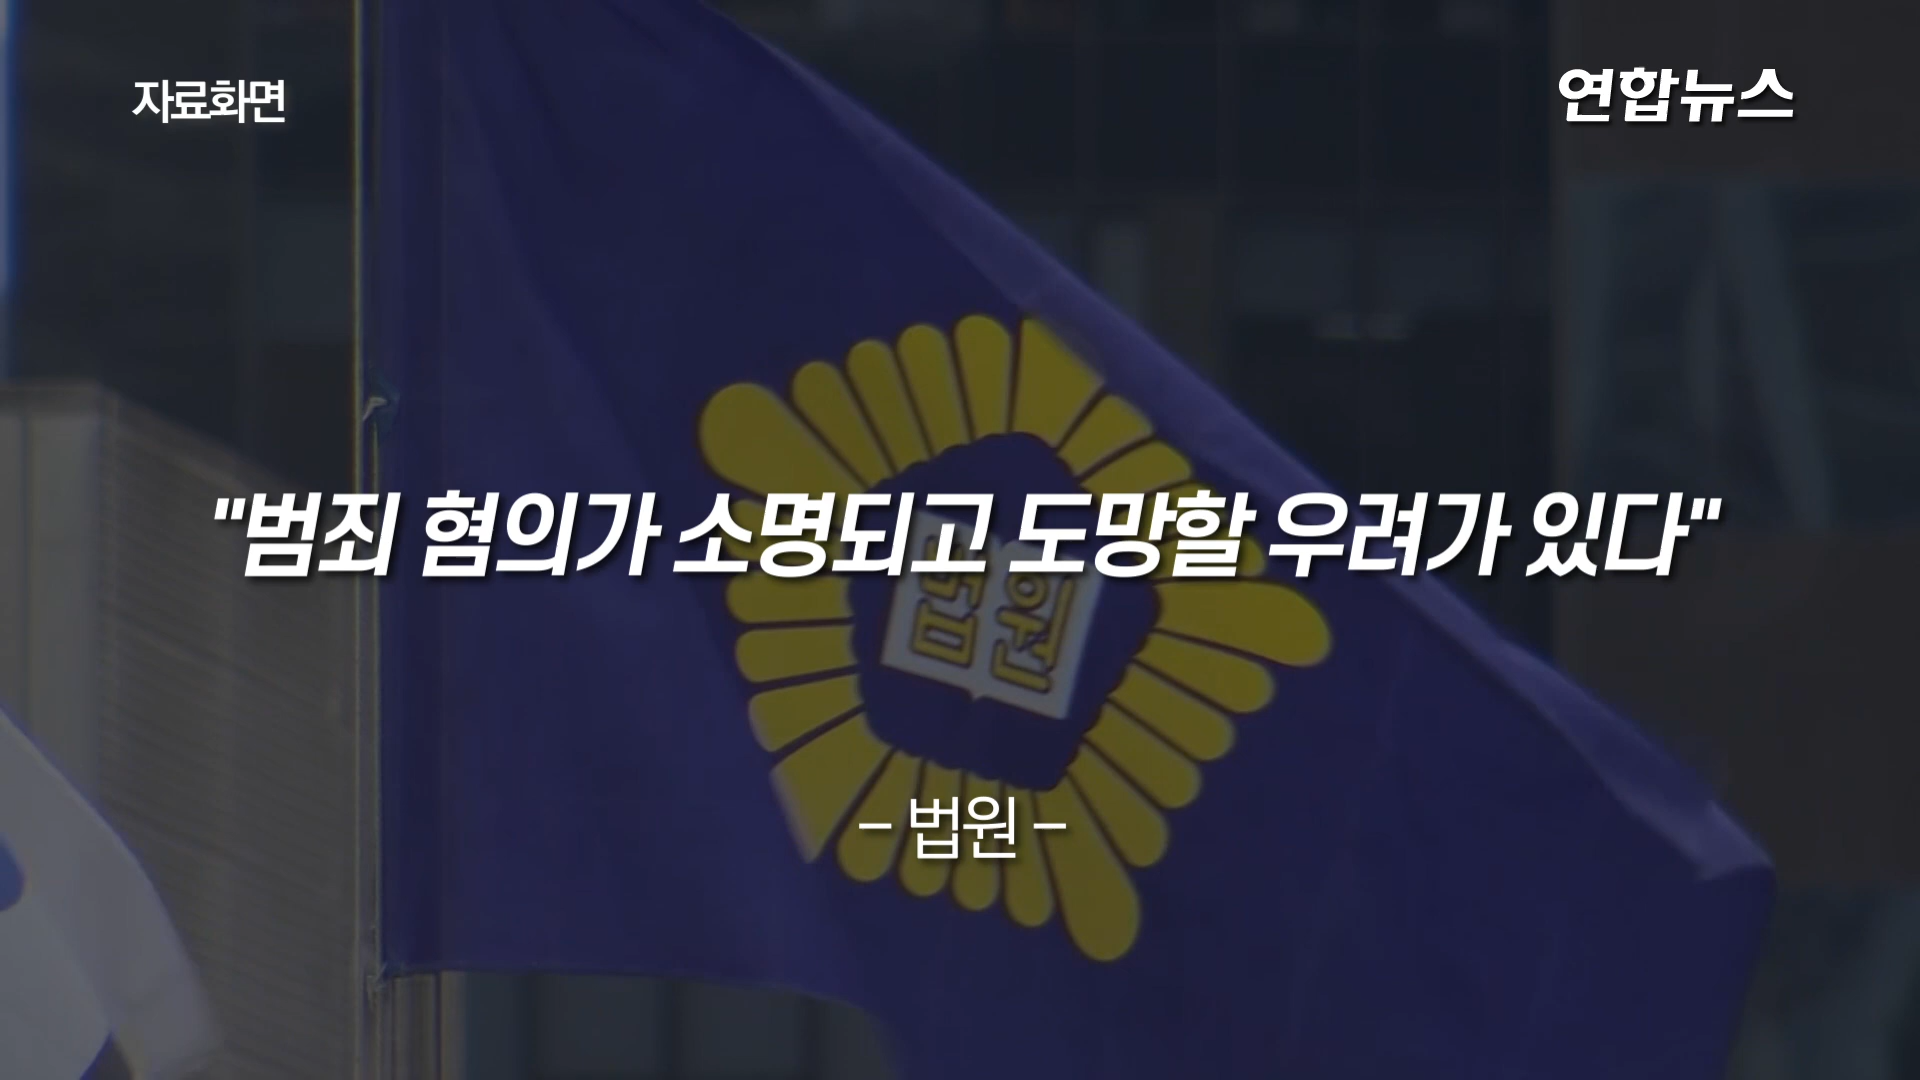 자료화면
연합뉴스
"범죄 혐의가 소명되고 도망할 우려가 있다"
법원
- 법원 -